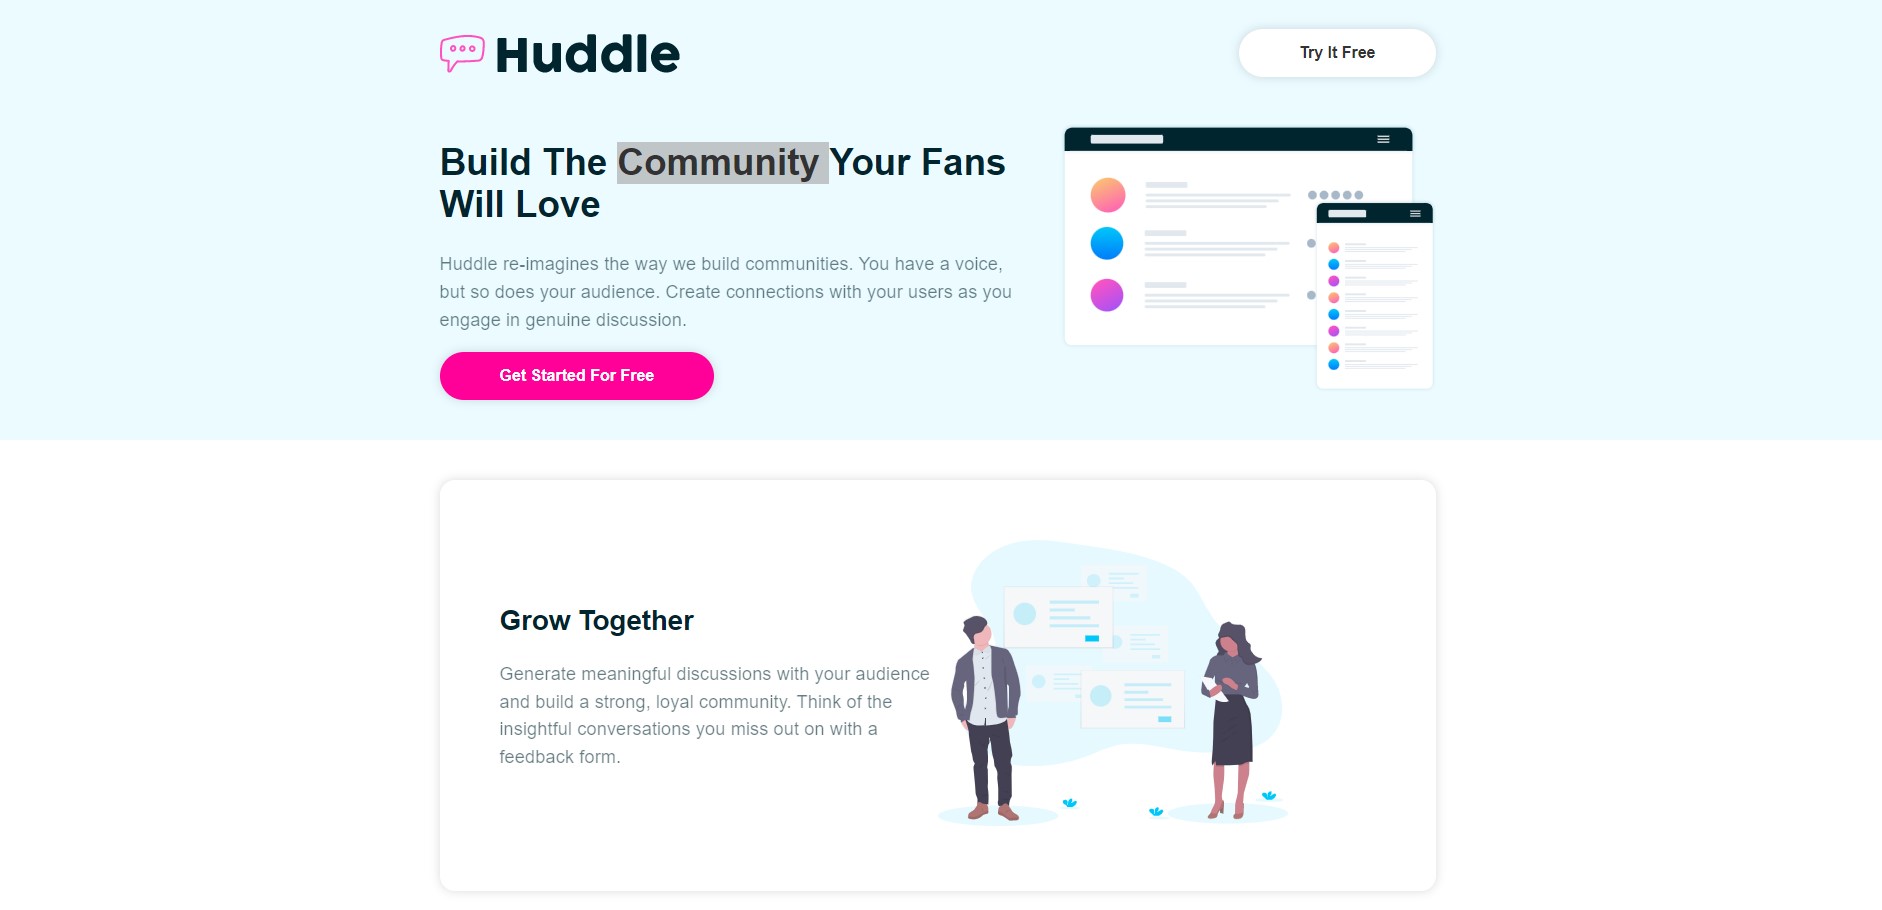 Huddle
Try It Free
Build The Community Your Fans
Will Love
Huddle re-imagines the way we build communities. You have a voice,
but so does your audience. Create connections with your users as you
engage in genuine discussion.
Get Started For Free
Grow Together
Generate meaningful discussions with your audience
and build a strong, loyal community. Think of the
insightful conversations you miss out on with a
feedback form.